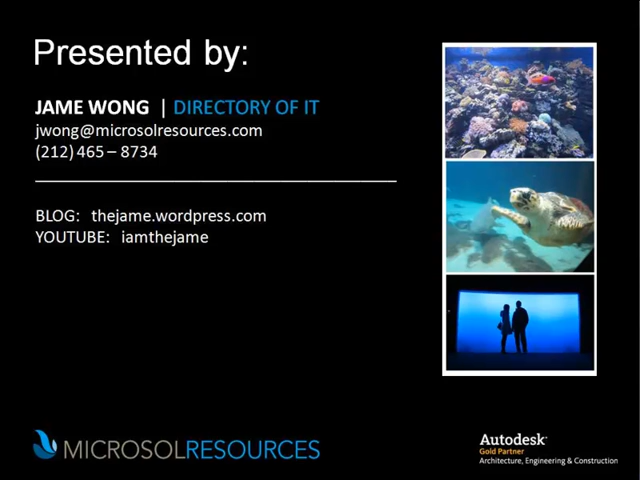 Presented by:
JAME WONG | DIRECTORY OF IT
jwong@microsolresources.com
(212) 465 – 8734
BLOG: thejame.wordpress.com
YOUTUBE: iamthejame
MICROSOLRESOURCES
Autodesk
Gold Partner
Architecture, Engineering & Construction